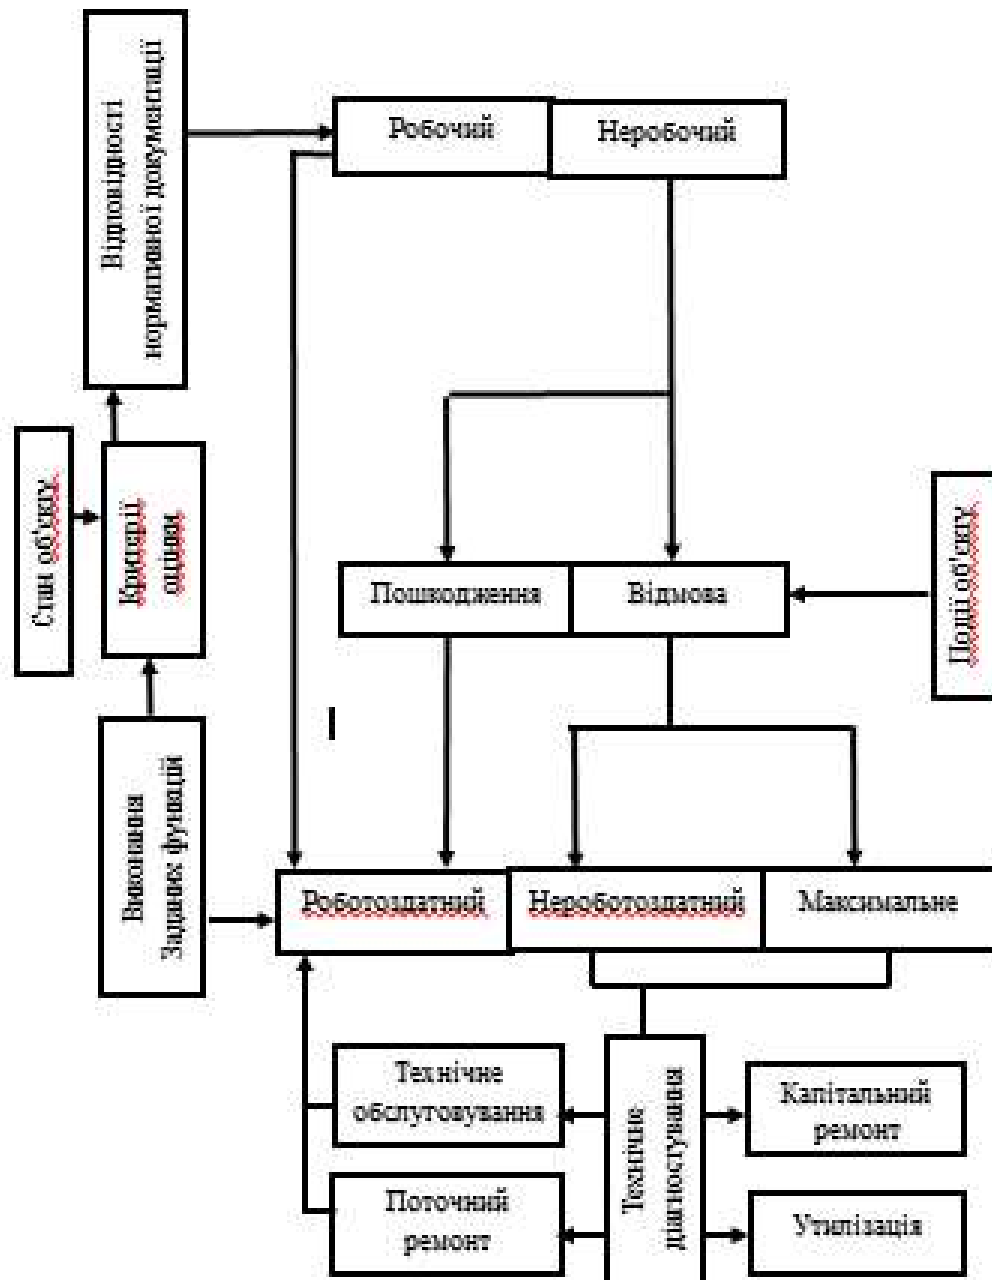 Відповідності
нормативної документації
Робочий
Неробочий
Стан об'єкту
Критерії
оцінки
Пошкодження
Відмова
Події об'єкту
Виконання
Заданих функцій
Роботоздатний
Нероботоздатний
Максимальне
Технічне
обслуговування
Технічне
діагностування
Капітальний
ремонт
Поточний
ремонт
Утилізація